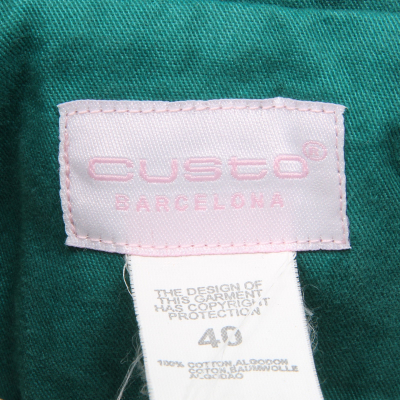 custo®
BARCELONA
THE DESIGN OF
THIS GARMENT
HAS COPYRIGHT
PROTECTION
40
100% COTTON,ALGODON
COTON,BAUMWOLLE
ALGODAO